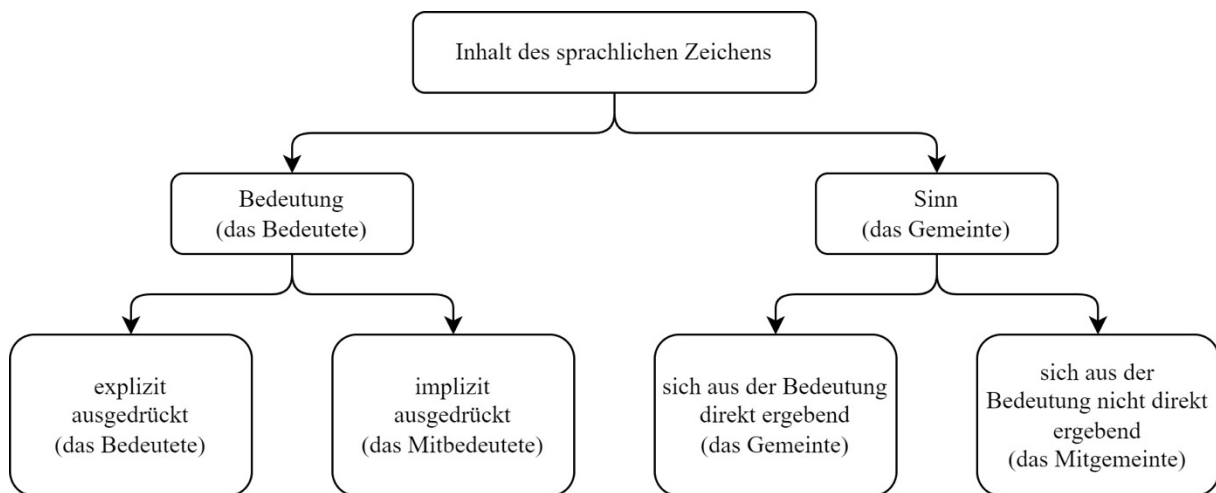 Inhalt des sprachlichen Zeichens
Bedeutung
(das Bedeutete)
Sinn
(das Gemeinte)
explizit
ausgedrückt
(das Bedeutete)
implizit
ausgedrückt
(das Mitbedeutete)
sich aus der Bedeutung
direkt ergebend
(das Gemeinte)
sich aus der
Bedeutung nicht direkt
ergebend
(das Mitgemeinte)